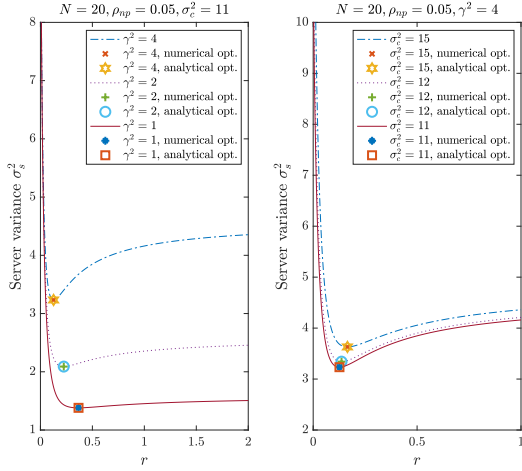 N = 20, ρnp = 0.05, σc² = 11
8
7
6
5
4
3
2
1
Server variance σs²
0
0.5
1
1.5
2
r
γ² = 4
γ² = 4, numerical opt.
γ² = 4, analytical opt.
γ² = 2
γ² = 2, numerical opt.
γ² = 2, analytical opt.
γ² = 1
γ² = 1, numerical opt.
γ² = 1, analytical opt.
N = 20, ρnp = 0.05, γ² = 4
10
9
8
7
6
5
4
3
2
Server variance σs²
0
0.5
1
r
σc² = 15
σc² = 15, numerical opt.
σc² = 15, analytical opt.
σc² = 12
σc² = 12, numerical opt.
σc² = 12, analytical opt.
σc² = 11
σc² = 11, numerical opt.
σc² = 11, analytical opt.